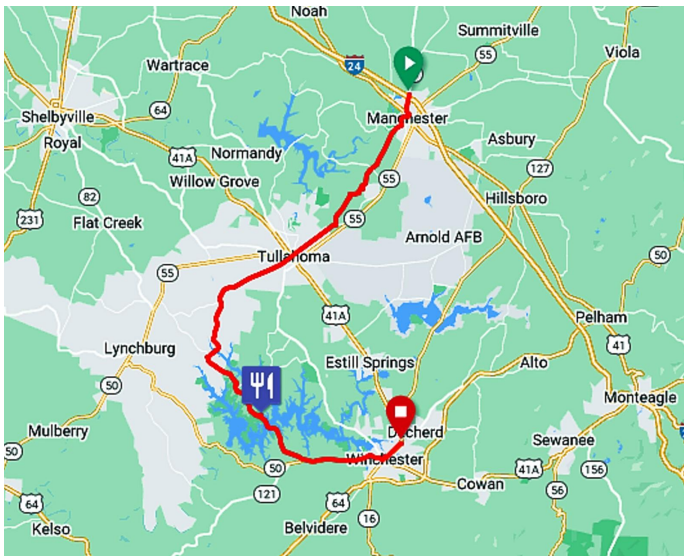 Noah
Summitville
55
Viola
Wartrace
24
64
Shelbyville
Royal
Manchester
Asbury
41A
Normandy
127
Willow Grove
55
82
Hillsboro
231
Flat Creek
55
Arnold AFB
Tullahoma
50
55
41A
Pelham
Lynchburg
Estill Springs
Alto
41
50
Monteagle
Mulberry
Decherd
Sewanee
50
50
Winchester
41A
156
64
121
64
Cowan
56
Kelso
Belvidere
16